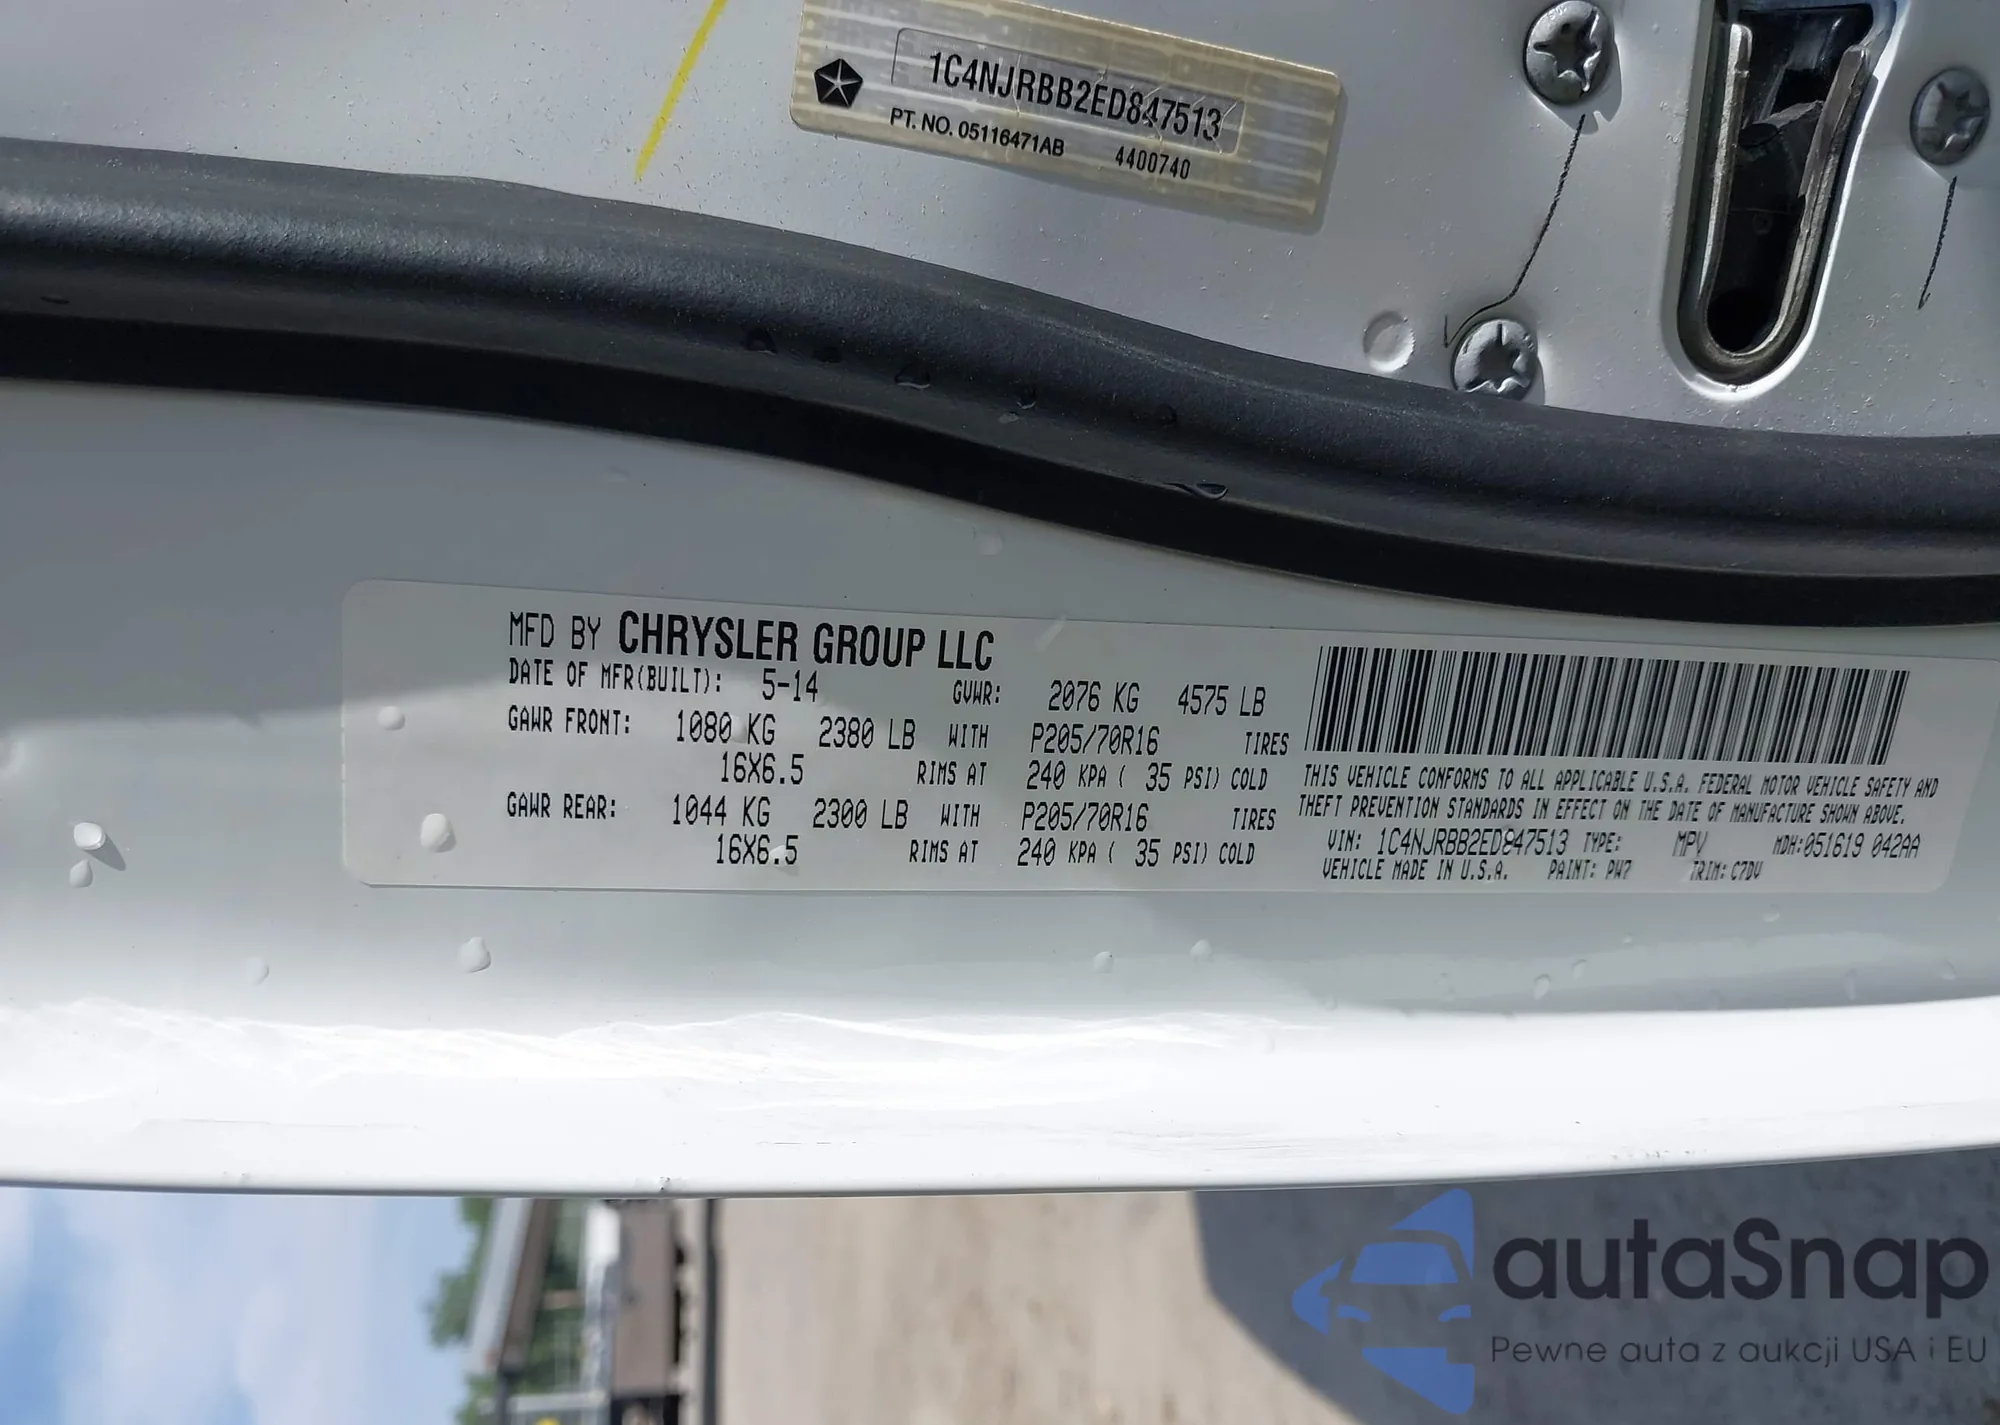 1C4NJRBB2ED847513
PT. NO. 05116471AB 4400740
MFD BY CHRYSLER GROUP LLC
DATE OF MFR(BUILT): 5-14 GVWR: 2076 KG 4575 LB
GAWR FRONT: 1080 KG 2380 LB WITH P205/70R16 TIRES
16X6.5 RIMS AT 240 KPA ( 35 PSI) COLD
GAWR REAR: 1044 KG 2300 LB WITH P205/70R16 TIRES
16X6.5 RIMS AT 240 KPA ( 35 PSI) COLD
THIS VEHICLE CONFORMS TO ALL APPLICABLE U.S.A. FEDERAL MOTOR VEHICLE SAFETY AND
THEFT PREVENTION STANDARDS IN EFFECT ON THE DATE OF MANUFACTURE SHOWN ABOVE.
VIN: 1C4NJRBB2ED847513 TYPE: MPV MDH:051619 042AA
VEHICLE MADE IN U.S.A. PAINT: PW7 TRIM: C7DV
autaSnap
Pewne auta z aukcji USA i EU